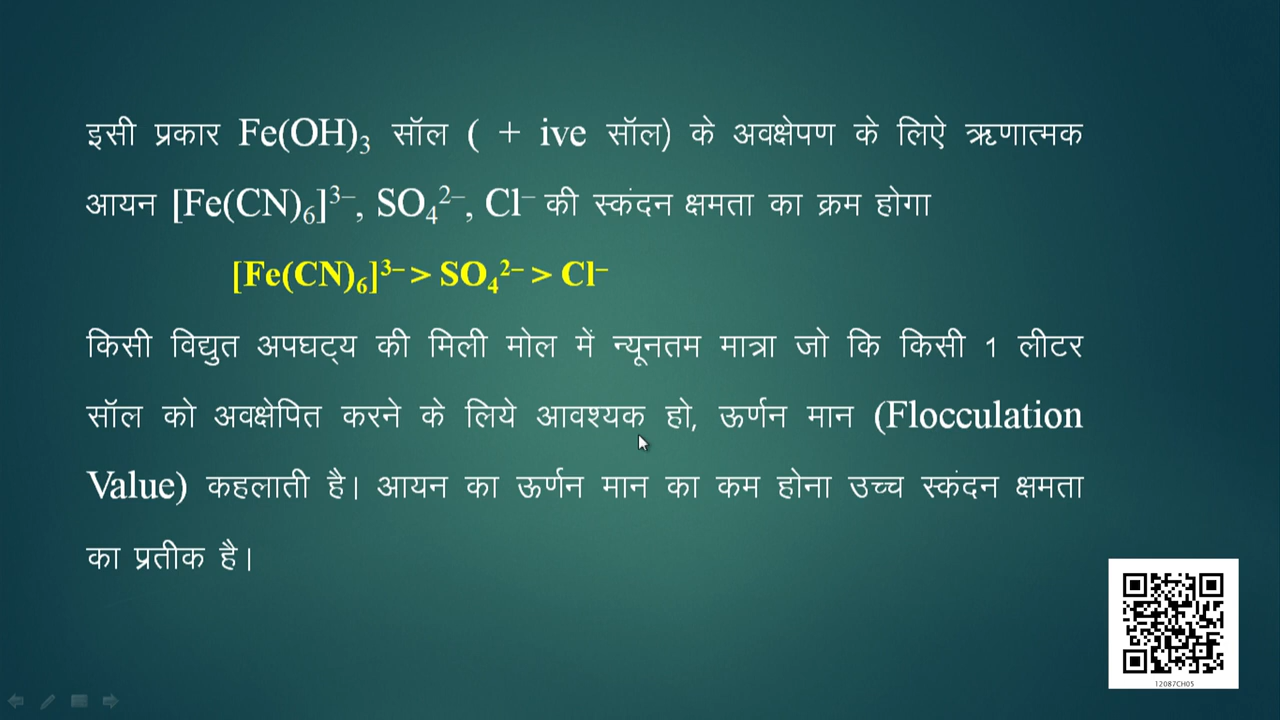 इसी प्रकार Fe(OH)₃ सॉल ( + ive सॉल) के अवक्षेपण के लिऐ ऋणात्मक
आयन [Fe(CN)₆]³⁻, SO₄²⁻, Cl⁻ की स्कंदन क्षमता का क्रम होगा
[Fe(CN)₆]³⁻ > SO₄²⁻ > Cl⁻
किसी विद्युत अपघट्य की मिली मोल में न्यूनतम मात्रा जो कि किसी 1 लीटर
सॉल को अवक्षेपित करने के लिये आवश्यक हो, ऊर्णन मान (Flocculation
Value) कहलाती है। आयन का ऊर्णन मान का कम होना उच्च स्कंदन क्षमता
का प्रतीक है।
12087CH05